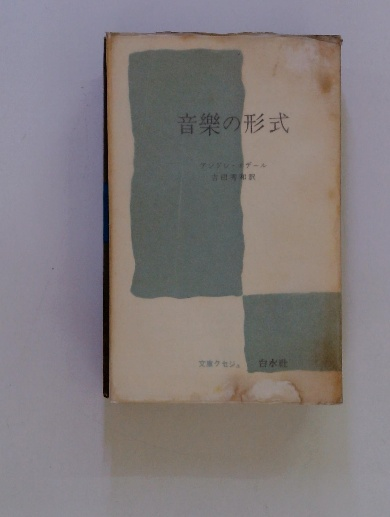 音樂の形式
アンドレ・オデール
吉田秀和訳
文庫クセジュ 白水社